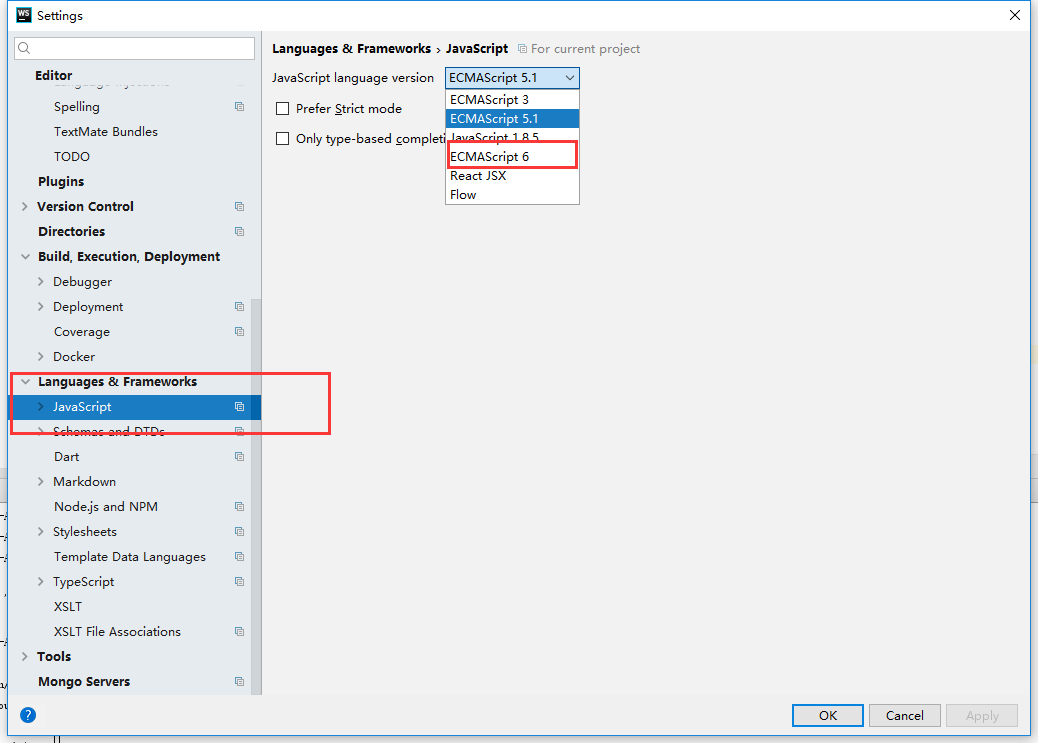 WS
Settings
Editor
Spelling
TextMate Bundles
TODO
Plugins
Version Control
Directories
Build, Execution, Deployment
Debugger
Deployment
Coverage
Docker
Languages & Frameworks
JavaScript
Schemas and DTDs
Dart
Markdown
Node.js and NPM
Stylesheets
Template Data Languages
TypeScript
XSLT
XSLT File Associations
Tools
Mongo Servers
Languages & Frameworks › JavaScript For current project
JavaScript language version ECMAScript 5.1
Prefer Strict mode
Only type-based completi
ECMAScript 3
ECMAScript 5.1
JavaScript 1.8.5
ECMAScript 6
React JSX
Flow
?
OK
Cancel
Apply